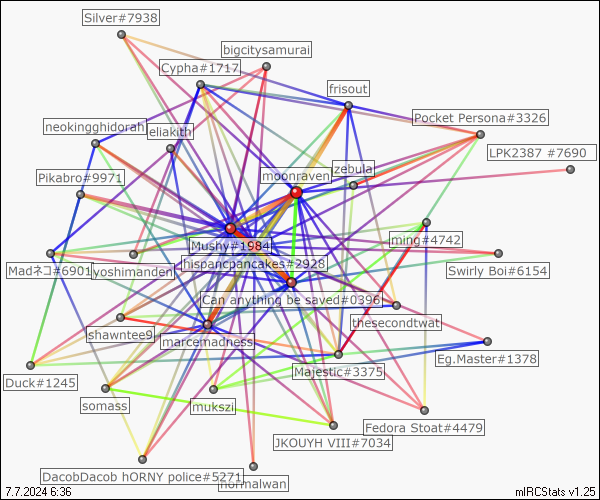 Silver#7938
bigcitysamurai
Cypha#1717
frisout
Pocket Persona#3326
neokingghidorah
eliakith
LPK2387 #7690
moonraven
zebula
Pikabro#9971
Mushy#1984
ming#4742
Madネコ#6901
yoshimanden
hispanicpancakes#2928
Swirly Boi#6154
Can anything be saved#0396
thesecondtwat
shawntee9
marcemadness
Eg.Master#1378
Duck#1245
Majestic#3375
somass
mukszi
Fedora Stoat#4479
JKOUYH VIII#7034
DacobDacob hORNY police#5271
normalwan
7.7.2024 6:36
mIRCStats v1.25